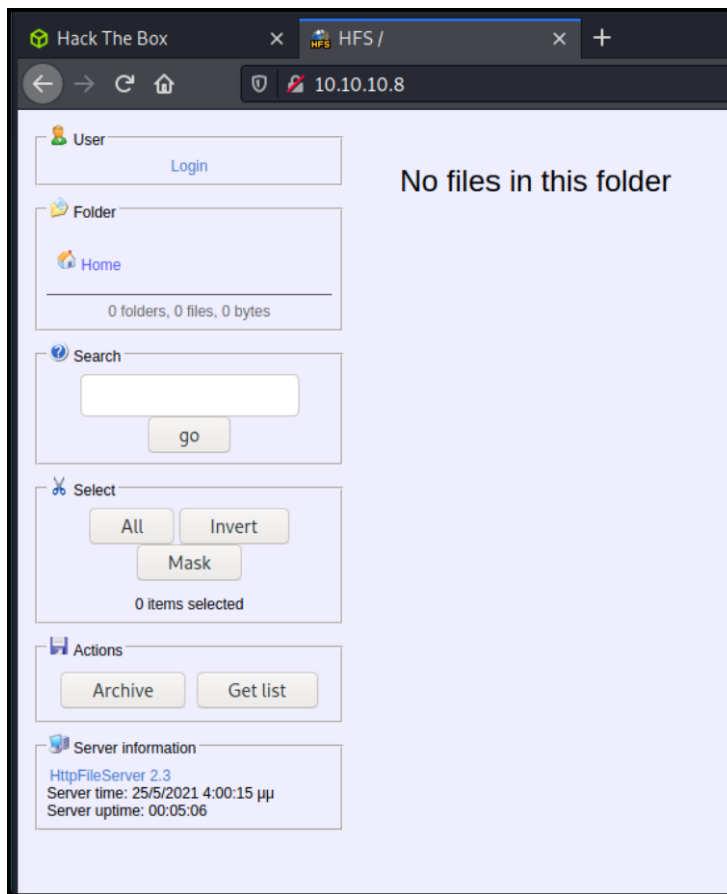 Hack The Box
HFS /
10.10.10.8
User
Login
Folder
Home
0 folders, 0 files, 0 bytes
Search
go
Select
All Invert
Mask
0 items selected
Actions
Archive Get list
Server information
HttpFileServer 2.3
Server time: 25/5/2021 4:00:15 μμ
Server uptime: 00:05:06
No files in this folder